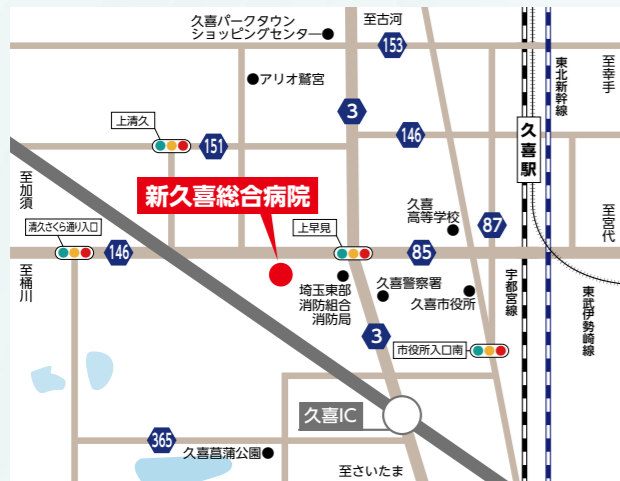 久喜パークタウン
ショッピングセンター
至古河
153
アリオ鷲宮
東北新幹線
至幸手
3
上清久
151
146
久喜駅
至加須
新久喜総合病院
久喜
高等学校
87
至宮代
清久さくら通り入口
146
上早見
85
至桶川
埼玉東部
消防組合
消防局
久喜警察署
久喜市役所
宇都宮線
東武伊勢崎線
3
市役所入口南
久喜IC
365
久喜菖蒲公園
至さいたま